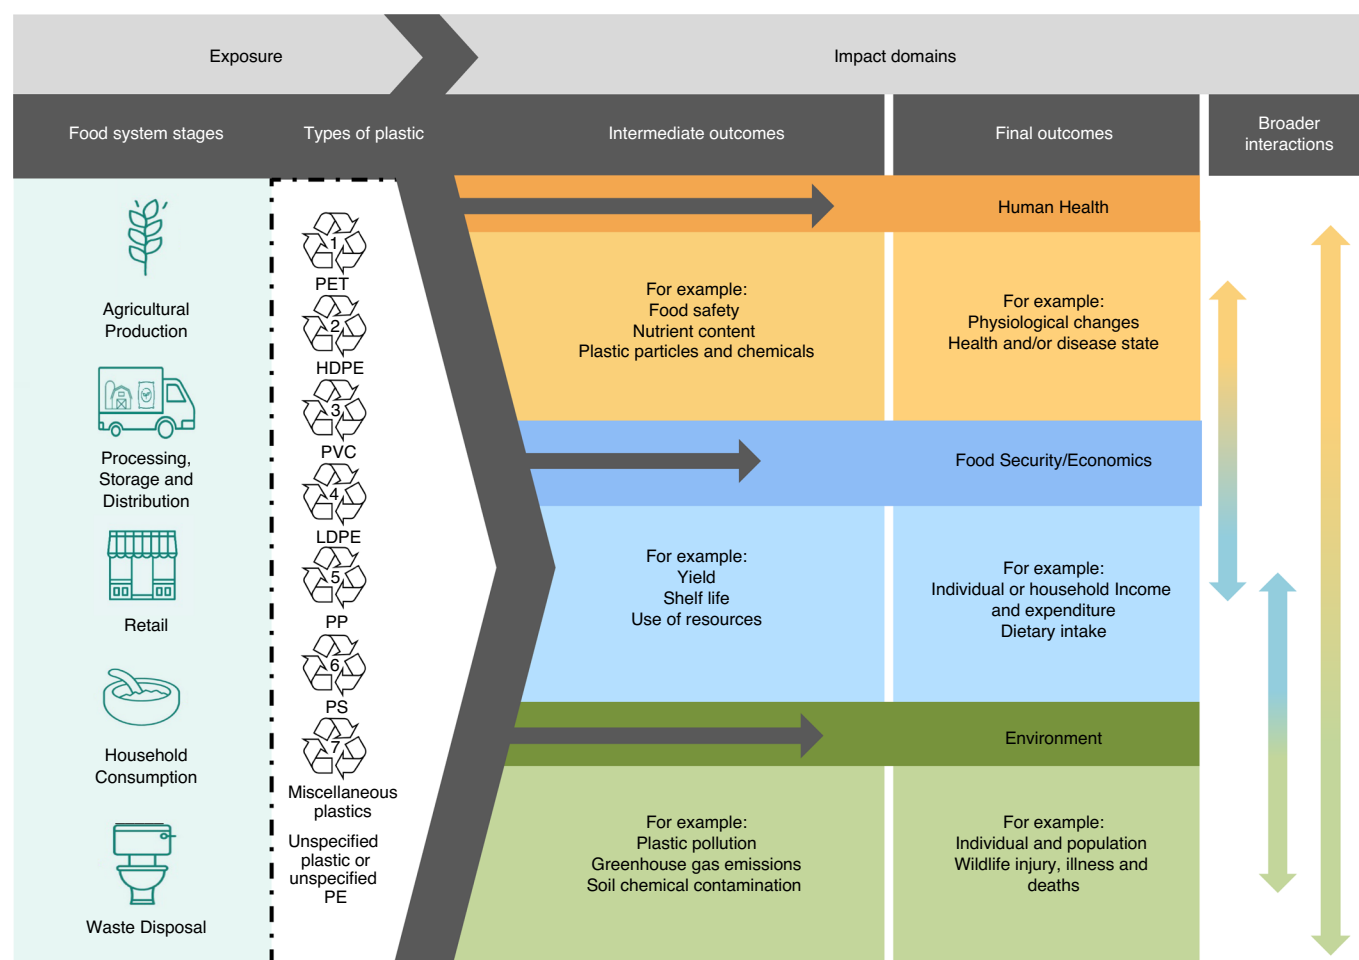 Exposure
Impact domains
Food system stages
Types of plastic
Intermediate outcomes
Final outcomes
Broader
interactions
Agricultural
Production
Processing,
Storage and
Distribution
Retail
Household
Consumption
Waste Disposal
1
PET
2
HDPE
3
PVC
4
LDPE
5
PP
6
PS
7
Miscellaneous
plastics
Unspecified
plastic or
unspecified
PE
Human Health
For example:
Food safety
Nutrient content
Plastic particles and chemicals
For example:
Physiological changes
Health and/or disease state
Food Security/Economics
For example:
Yield
Shelf life
Use of resources
For example:
Individual or household Income
and expenditure
Dietary intake
Environment
For example:
Plastic pollution
Greenhouse gas emissions
Soil chemical contamination
For example:
Individual and population
Wildlife injury, illness and
deaths